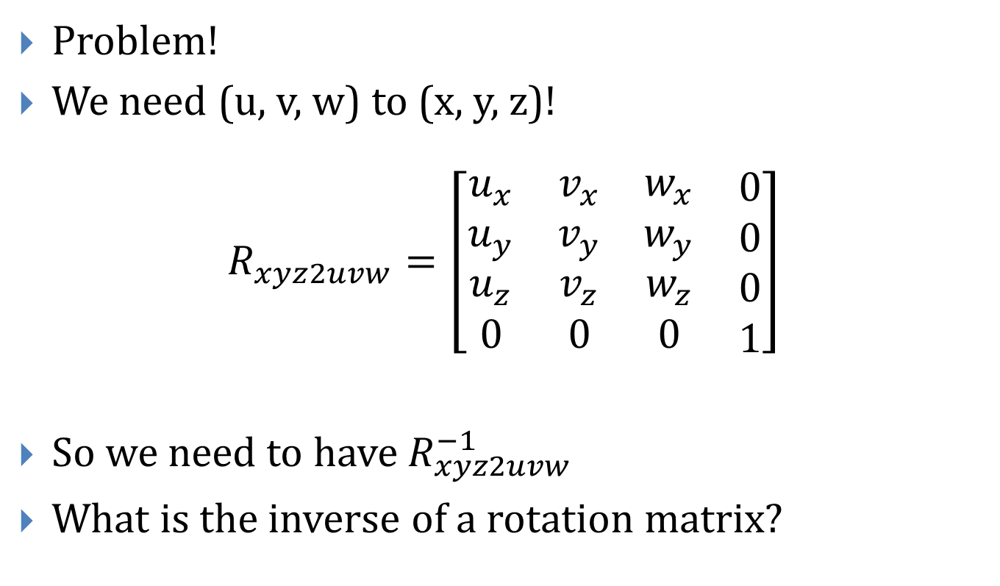 Problem!
We need (u, v, w) to (x, y, z)!
R_{xyz2uvw} = \begin{bmatrix} u_x & v_x & w_x & 0 \\ u_y & v_y & w_y & 0 \\ u_z & v_z & w_z & 0 \\ 0 & 0 & 0 & 1 \end{bmatrix}
So we need to have R^{-1}_{xyz2uvw}
What is the inverse of a rotation matrix?